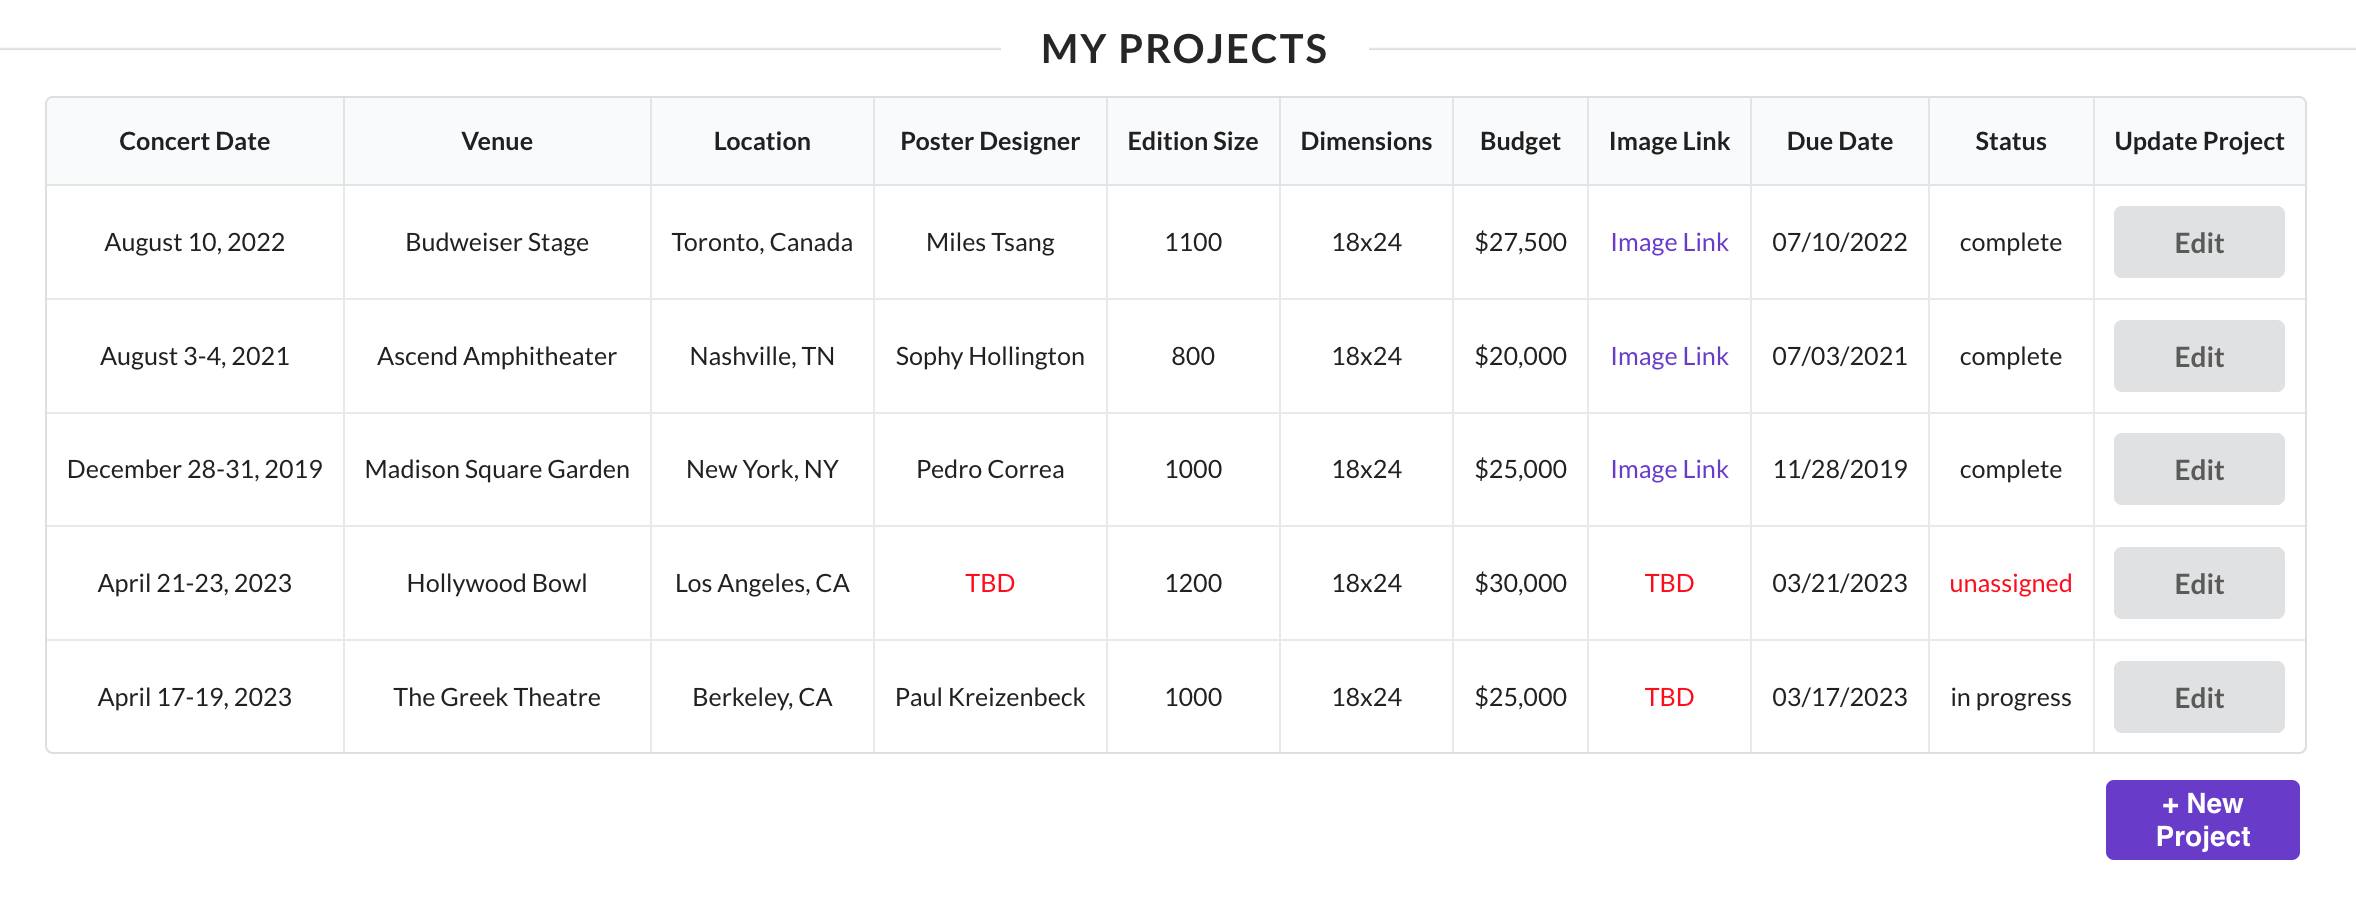 MY PROJECTS
Concert Date Venue Location Poster Designer Edition Size Dimensions Budget Image Link Due Date Status Update Project
August 10, 2022 Budweiser Stage Toronto, Canada Miles Tsang 1100 18x24 $27,500 Image Link 07/10/2022 complete Edit
August 3-4, 2021 Ascend Amphitheater Nashville, TN Sophy Hollington 800 18x24 $20,000 Image Link 07/03/2021 complete Edit
December 28-31, 2019 Madison Square Garden New York, NY Pedro Correa 1000 18x24 $25,000 Image Link 11/28/2019 complete Edit
April 21-23, 2023 Hollywood Bowl Los Angeles, CA TBD 1200 18x24 $30,000 TBD 03/21/2023 unassigned Edit
April 17-19, 2023 The Greek Theatre Berkeley, CA Paul Kreizenbeck 1000 18x24 $25,000 TBD 03/17/2023 in progress Edit
+ New
Project